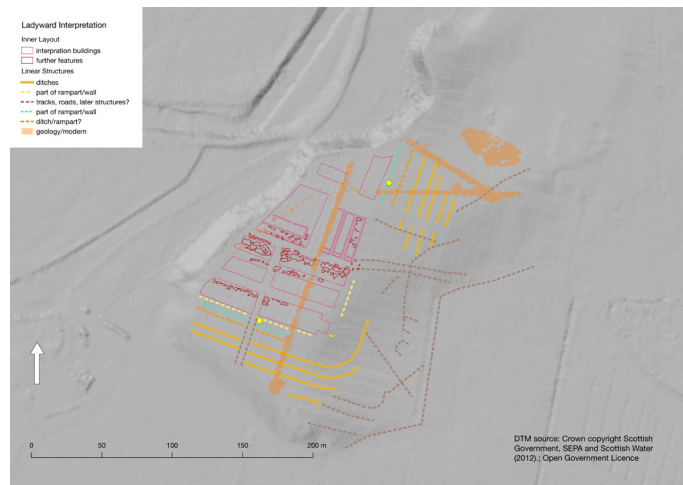 Ladyward Interpretation
Inner Layout
interpration buildings
further features
Linear Structures
ditches
part of rampart/wall
tracks, roads, later structures?
part of rampart/wall
ditch/rampart?
geology/modern
0 50 100 150 200 m
DTM source: Crown copyright Scottish
Government, SEPA and Scottish Water
(2012).; Open Government Licence